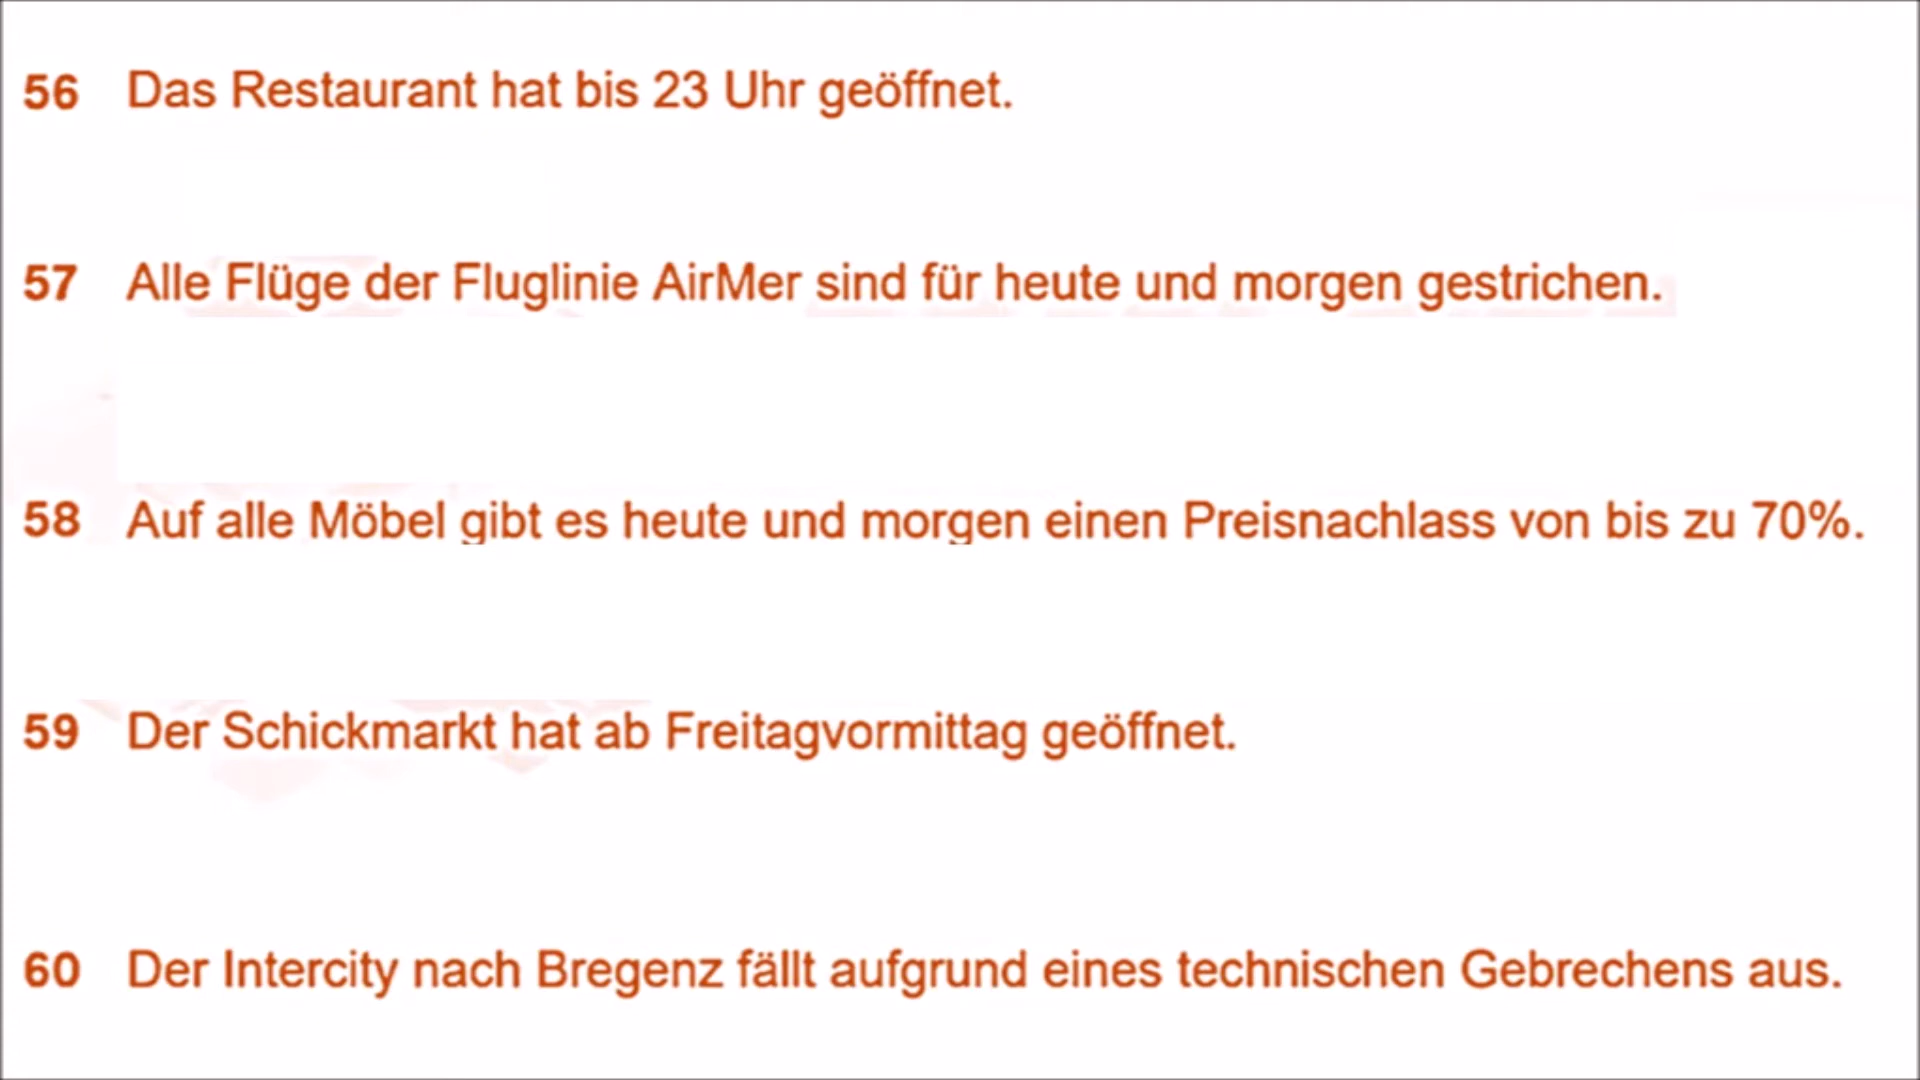 56 Das Restaurant hat bis 23 Uhr geöffnet.
57 Alle Flüge der Fluglinie AirMer sind für heute und morgen gestrichen.
58 Auf alle Möbel gibt es heute und morgen einen Preisnachlass von bis zu 70%.
59 Der Schickmarkt hat ab Freitagvormittag geöffnet.
60 Der Intercity nach Bregenz fällt aufgrund eines technischen Gebrechens aus.